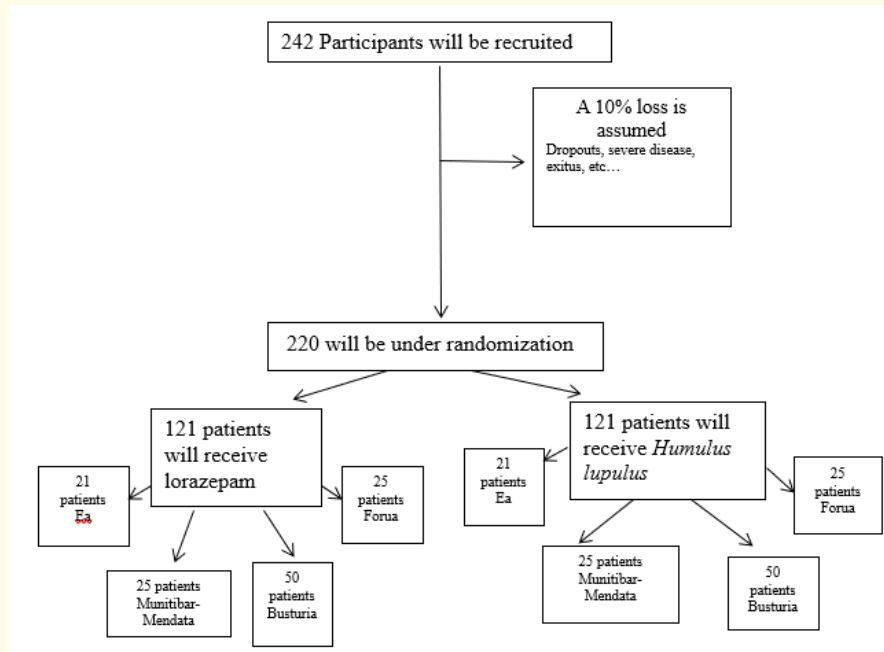 242 Participants will be recruited
A 10% loss is
assumed
Dropouts, severe disease,
exitus, etc…
220 will be under randomization
121 patients
will receive
lorazepam
121 patients will
receive Humulus
lupulus
21
patients
Ea
25
patients
Forua
21
patients
Ea
25
patients
Forua
25 patients
Munitibar-
Mendata
50
patients
Busturia
25 patients
Munitibar-
Mendata
50
patients
Busturia